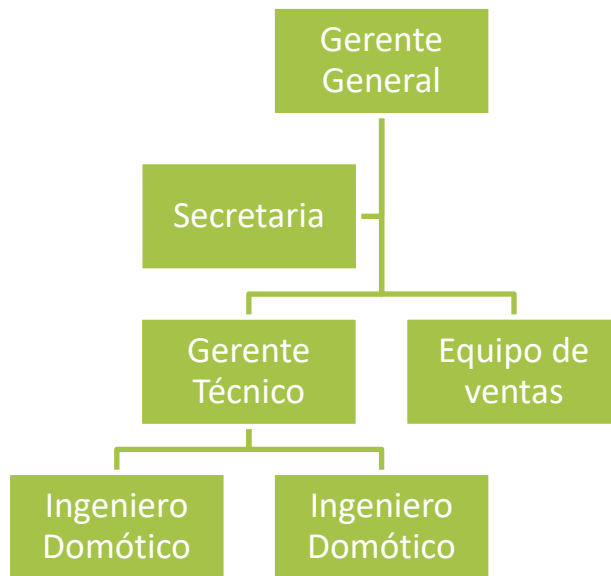 Gerente
General
Secretaria
Gerente
Técnico
Equipo de
ventas
Ingeniero
Domótico
Ingeniero
Domótico